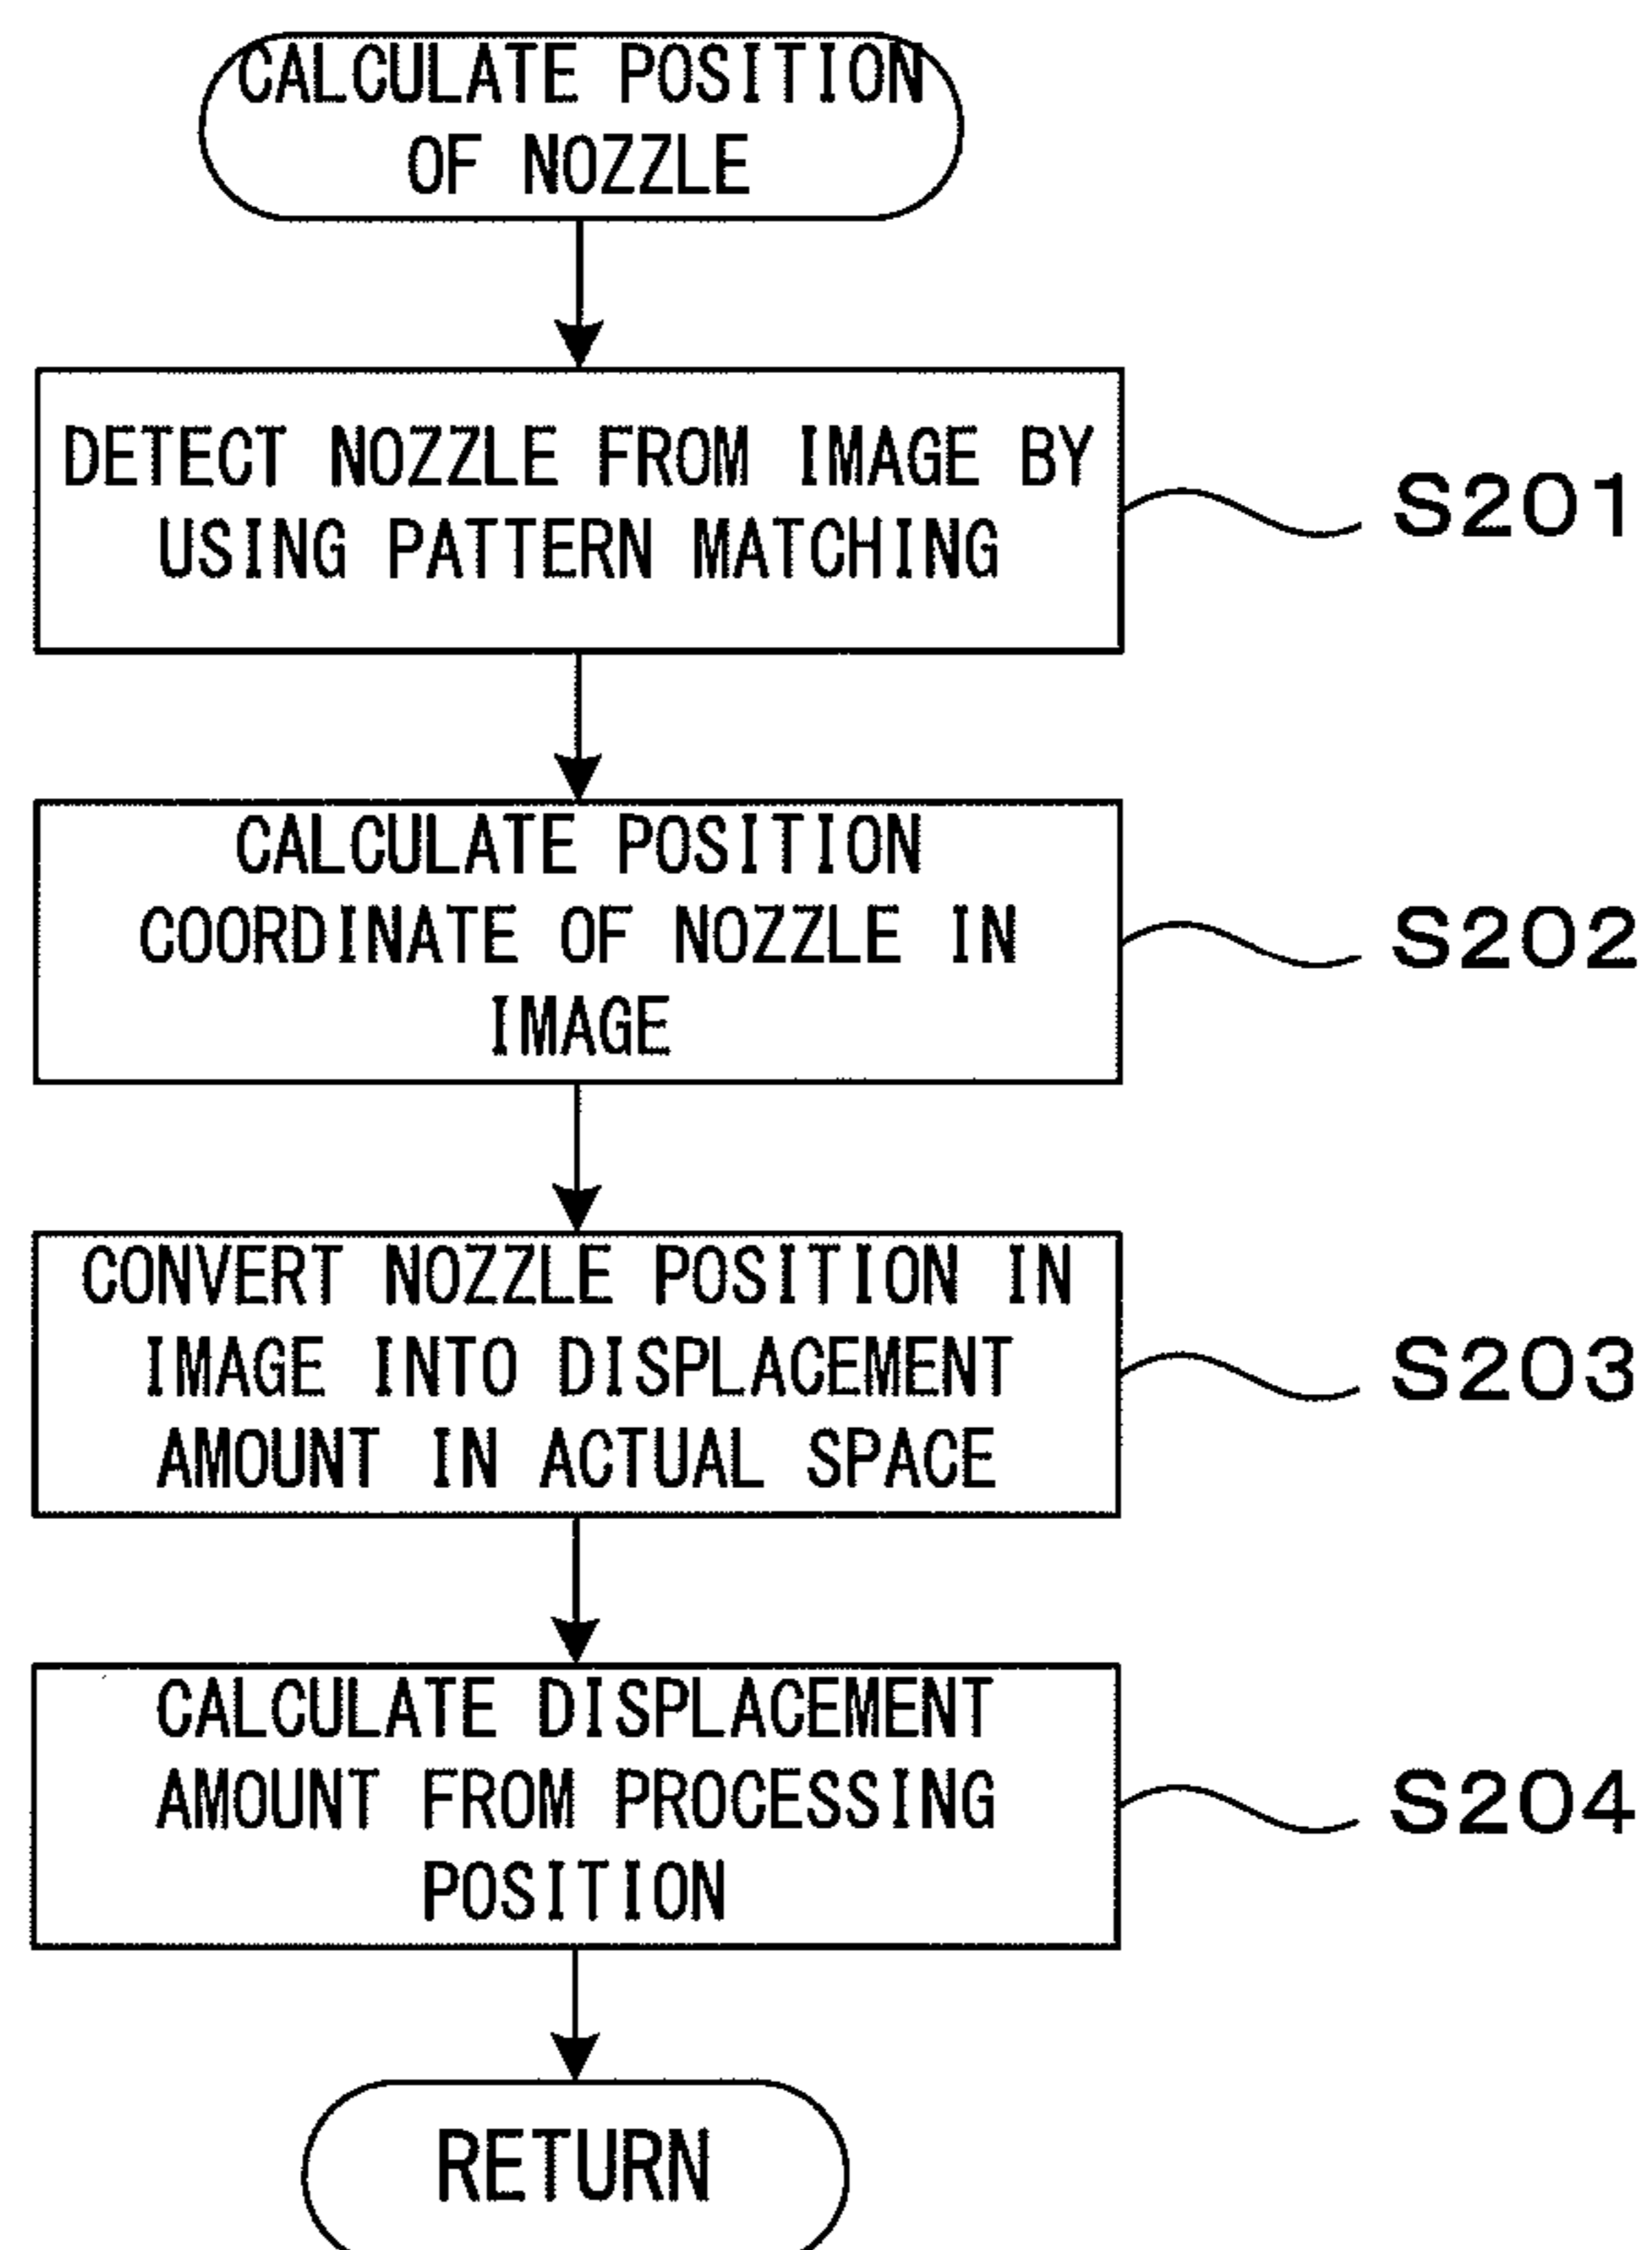 CALCULATE POSITION
OF NOZZLE
DETECT NOZZLE FROM IMAGE BY
USING PATTERN MATCHING
S201
CALCULATE POSITION
COORDINATE OF NOZZLE IN
IMAGE
S202
CONVERT NOZZLE POSITION IN
IMAGE INTO DISPLACEMENT
AMOUNT IN ACTUAL SPACE
S203
CALCULATE DISPLACEMENT
AMOUNT FROM PROCESSING
POSITION
S204
RETURN